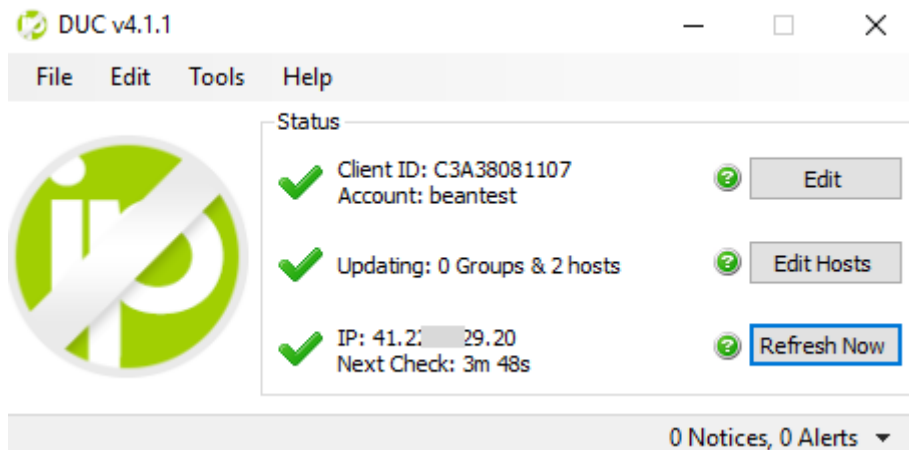 DUC v4.1.1
File Edit Tools Help
Status
Client ID: C3A38081107
Account: beantest
Edit
Updating: 0 Groups & 2 hosts
Edit Hosts
IP:
Next Check: 3m 48s
Refresh Now
0 Notices, 0 Alerts